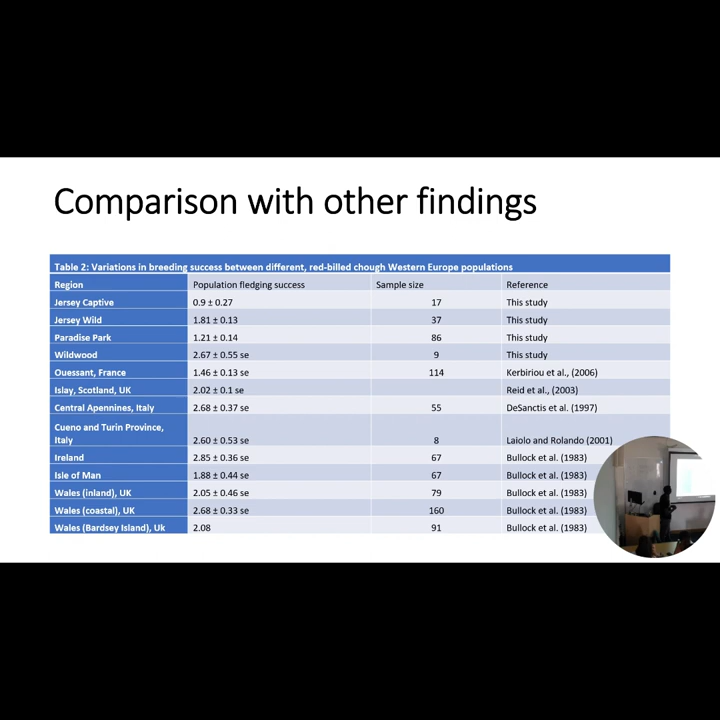 Comparison with other findings
Table 2: Variations in breeding success between different, red-billed chough Western Europe populations
Region Population fledging success Sample size Reference
Jersey Captive 0.9 ± 0.27 17 This study
Jersey Wild 1.81 ± 0.13 37 This study
Paradise Park 1.21 ± 0.14 86 This study
Wildwood 2.67 ± 0.55 se 9 This study
Ouessant, France 1.46 ± 0.13 se 114 Kerbiriou et al., (2006)
Islay, Scotland, UK 2.02 ± 0.1 se Reid et al., (2003)
Central Apennines, Italy 2.68 ± 0.37 se 55 DeSanctis et al. (1997)
Cueno and Turin Province,
Italy 2.60 ± 0.53 se 8 Laiolo and Rolando (2001)
Ireland 2.85 ± 0.36 se 67 Bullock et al. (1983)
Isle of Man 1.88 ± 0.44 se 67 Bullock et al. (1983)
Wales (inland), UK 2.05 ± 0.46 se 79 Bullock et al. (1983)
Wales (coastal), UK 2.68 ± 0.33 se 160 Bullock et al. (1983)
Wales (Bardsey Island), Uk 2.08 91 Bullock et al. (1983)